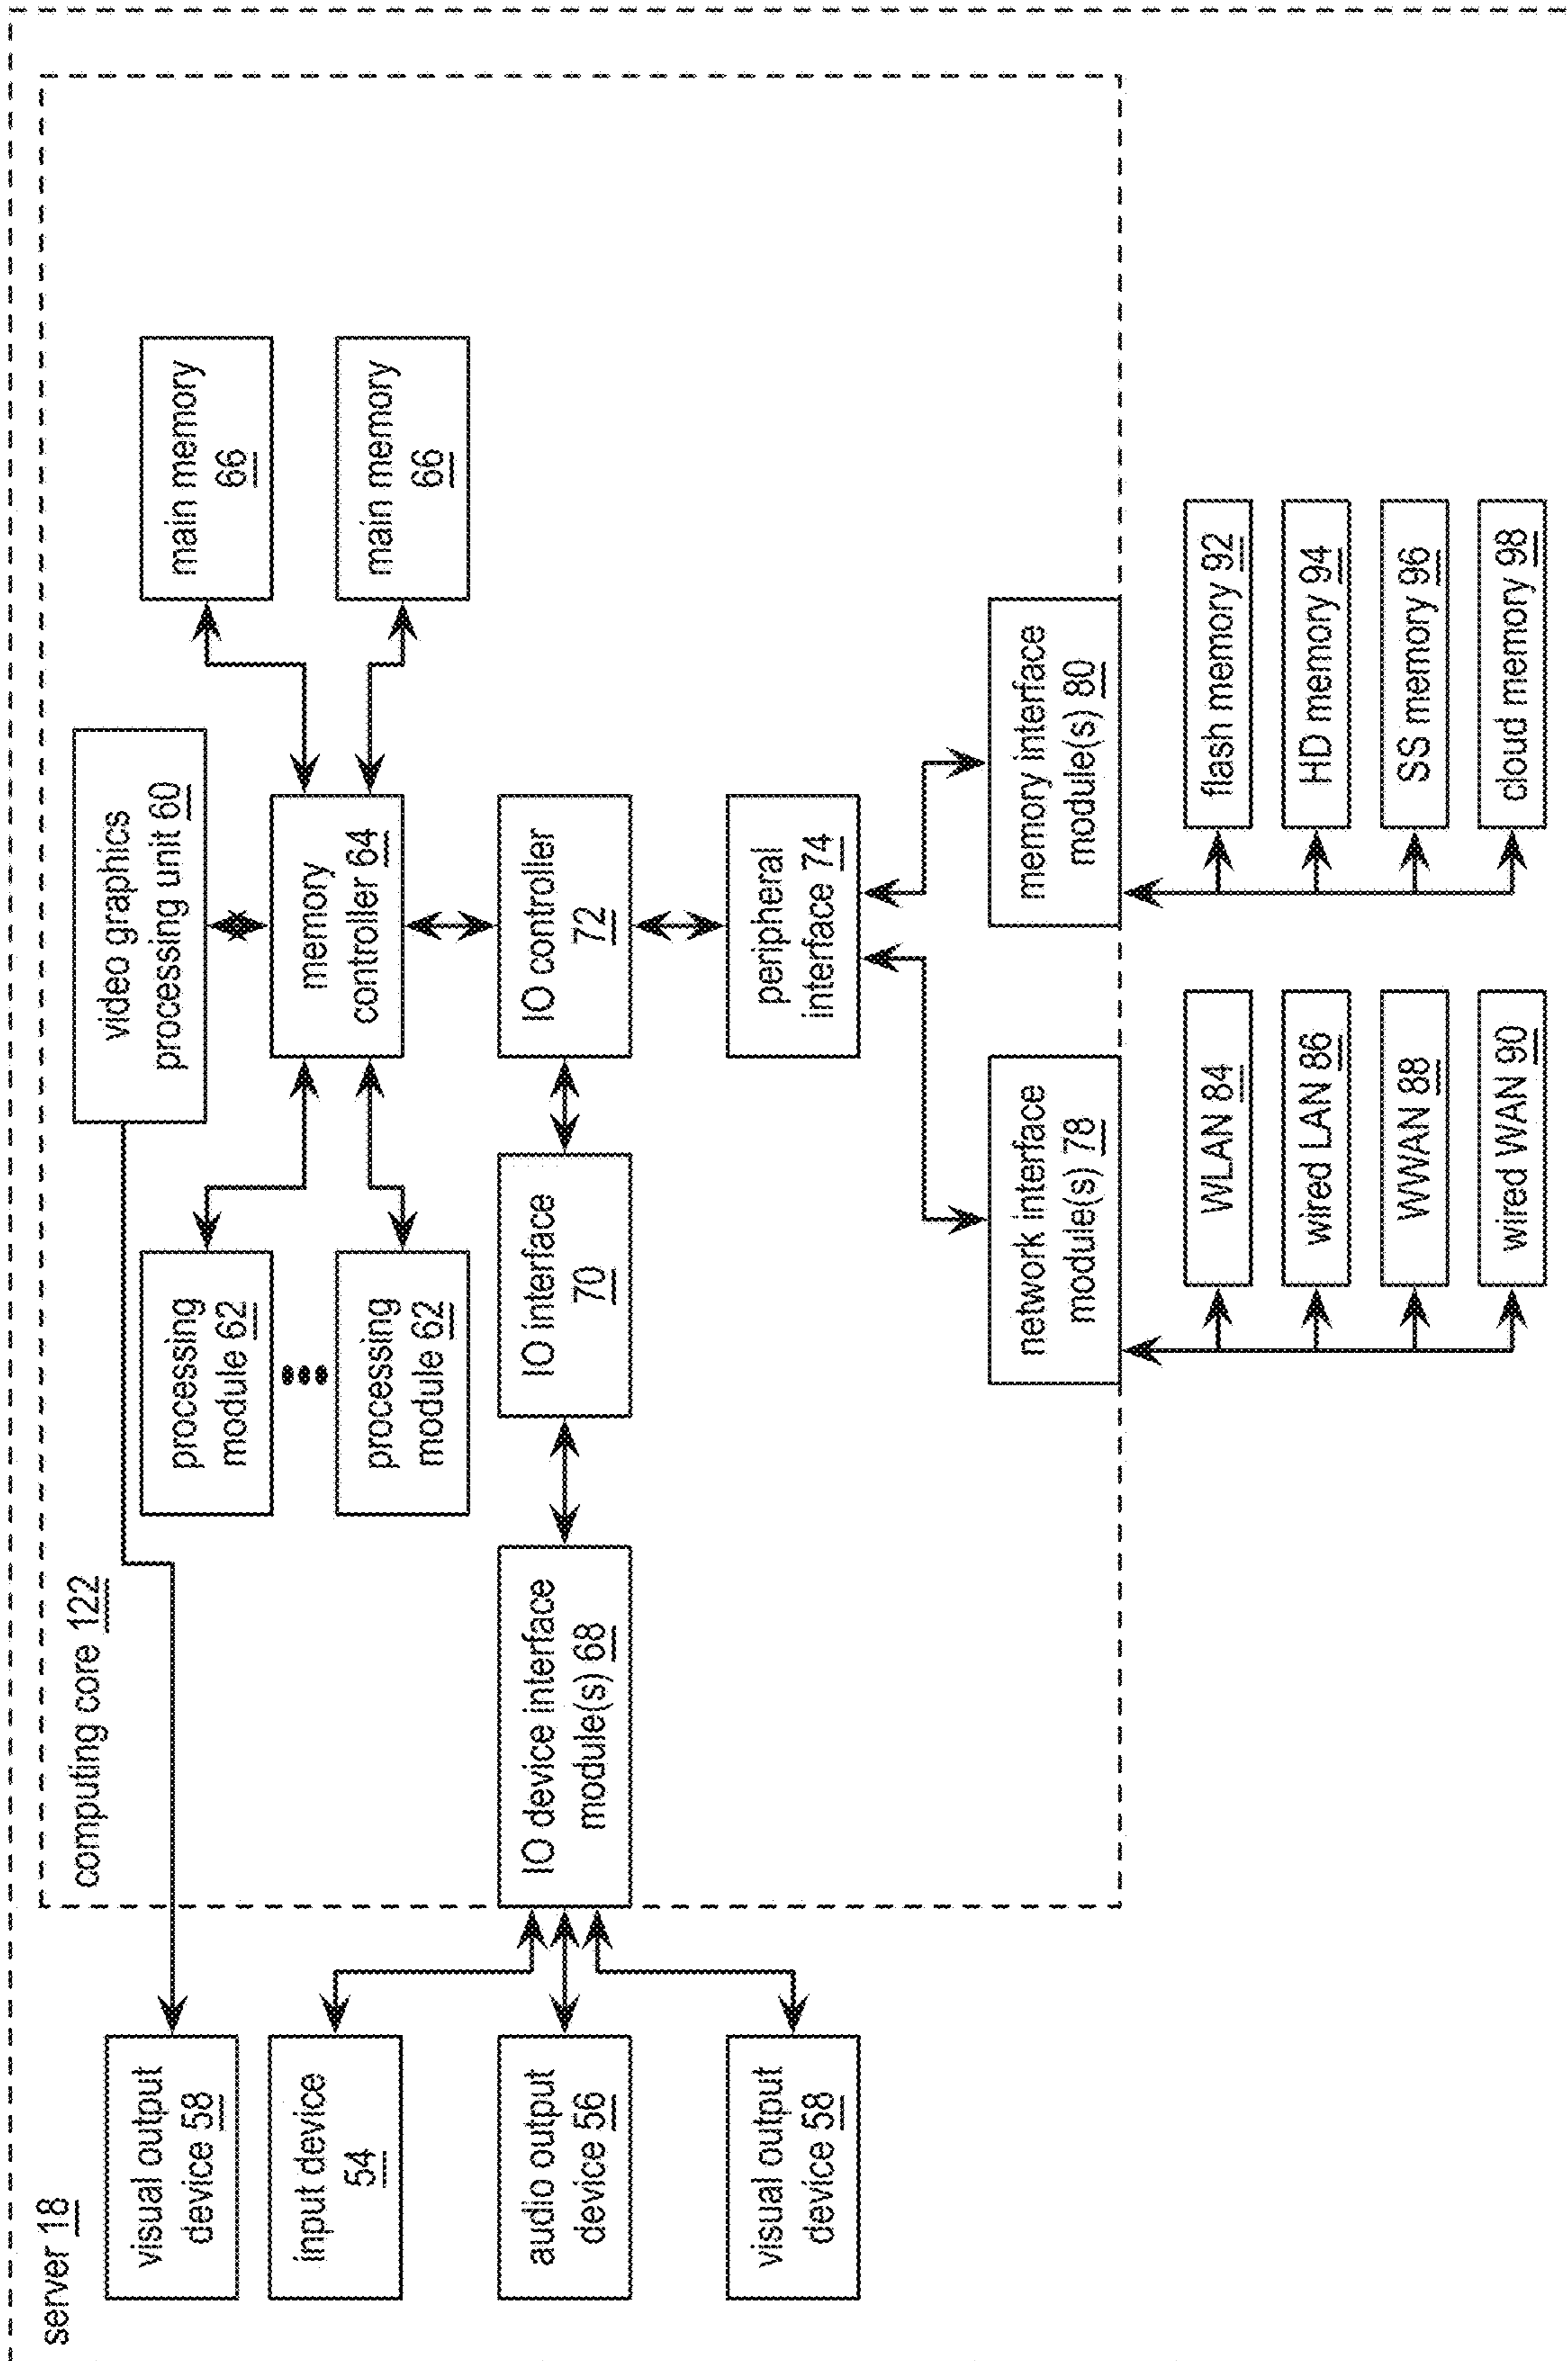 server 18
computing core 122
visual output
device 58
input device
54
audio output
device 56
visual output
device 58
video graphics
processing unit 60
processing
module 62
processing
module 62
memory
controller 64
main memory
66
main memory
66
IO device interface
module(s) 68
IO interface
70
IO controller
72
peripheral
interface 74
network interface
module(s) 78
memory interface
module(s) 80
WLAN 84
wired LAN 86
WWAN 88
wired WAN 90
flash memory 92
HD memory 94
SS memory 96
cloud memory 98